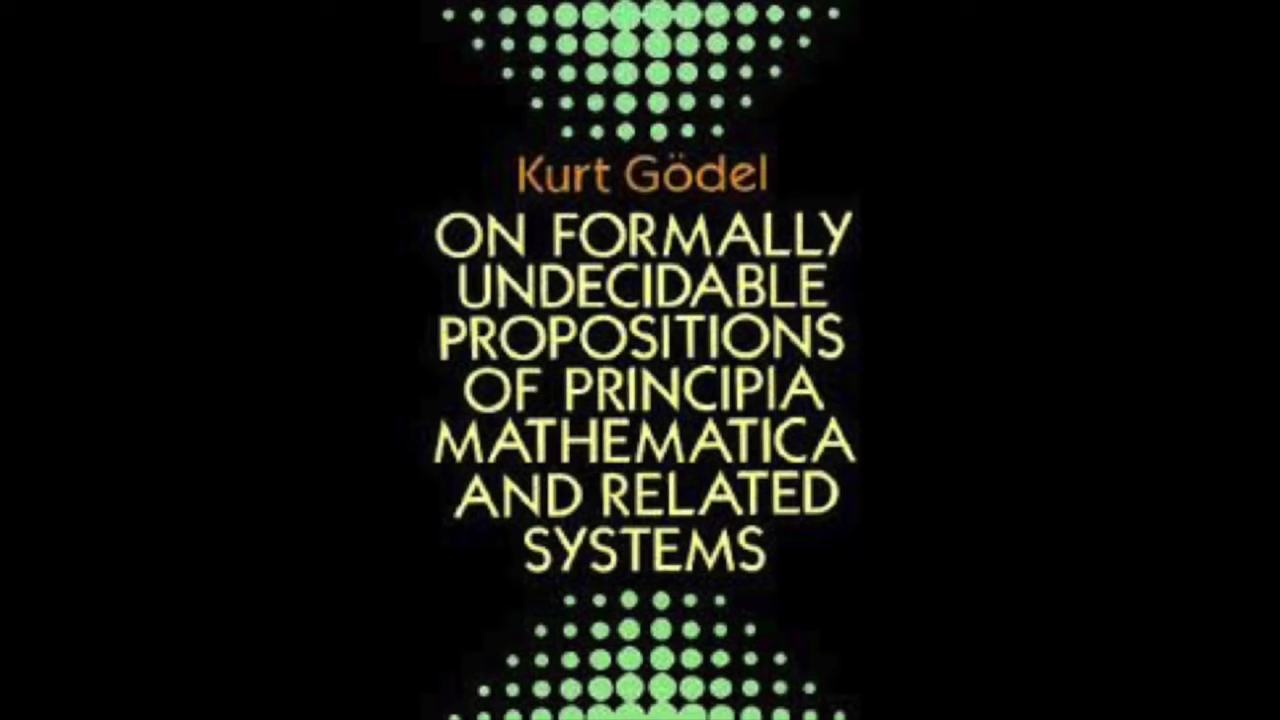 Kurt Gödel
ON FORMALLY
UNDECIDABLE
PROPOSITIONS
OF PRINCIPIA
MATHEMATICA
AND RELATED
SYSTEMS